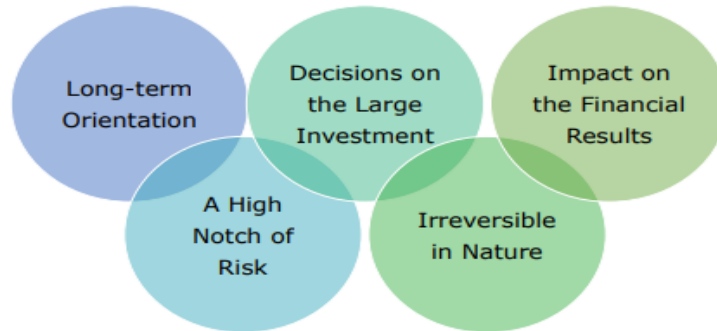 Long-term
Orientation
A High
Notch of
Risk
Decisions on
the Large
Investment
Irreversible
in Nature
Impact on
the Financial
Results